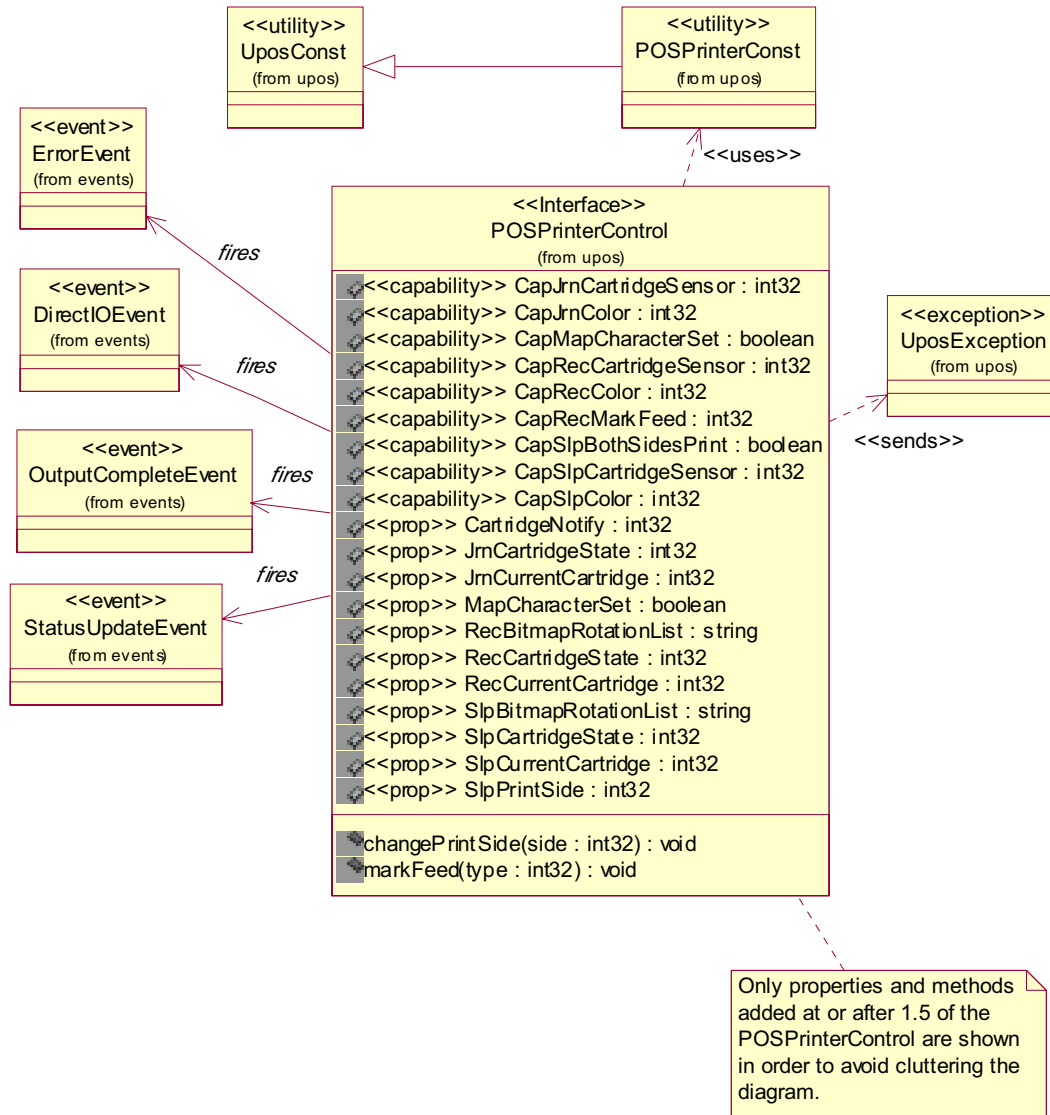 <<utility>>
UposConst
(from upos)
<<utility>>
POSPrinterConst
(from upos)
<<event>>
ErrorEvent
(from events)
<<uses>>
<<Interface>>
POSPrinterControl
(from upos)
fires
<<event>>
DirectIOEvent
(from events)
fires
<<event>>
OutputCompleteEvent
(from events)
fires
<<event>>
StatusUpdateEvent
(from events)
fires
<<capability>> CapJrnCartridgeSensor : int32
<<capability>> CapJrnColor : int32
<<capability>> CapMapCharacterSet : boolean
<<capability>> CapRecCartridgeSensor : int32
<<capability>> CapRecColor : int32
<<capability>> CapRecMarkFeed : int32
<<capability>> CapSlpBothSidesPrint : boolean
<<capability>> CapSlpCartridgeSensor : int32
<<capability>> CapSlpColor : int32
<<prop>> CartridgeNotify : int32
<<prop>> JrnCartridgeState : int32
<<prop>> JrnCurrentCartridge : int32
<<prop>> MapCharacterSet : boolean
<<prop>> RecBitmapRotationList : string
<<prop>> RecCartridgeState : int32
<<prop>> RecCurrentCartridge : int32
<<prop>> SlpBitmapRotationList : string
<<prop>> SlpCartridgeState : int32
<<prop>> SlpCurrentCartridge : int32
<<prop>> SlpPrintSide : int32
changePrintSide(side : int32) : void
markFeed(type : int32) : void
<<exception>>
UposException
(from upos)
<<sends>>
Only properties and methods
added at or after 1.5 of the
POSPrinterControl are shown
in order to avoid cluttering the
diagram.